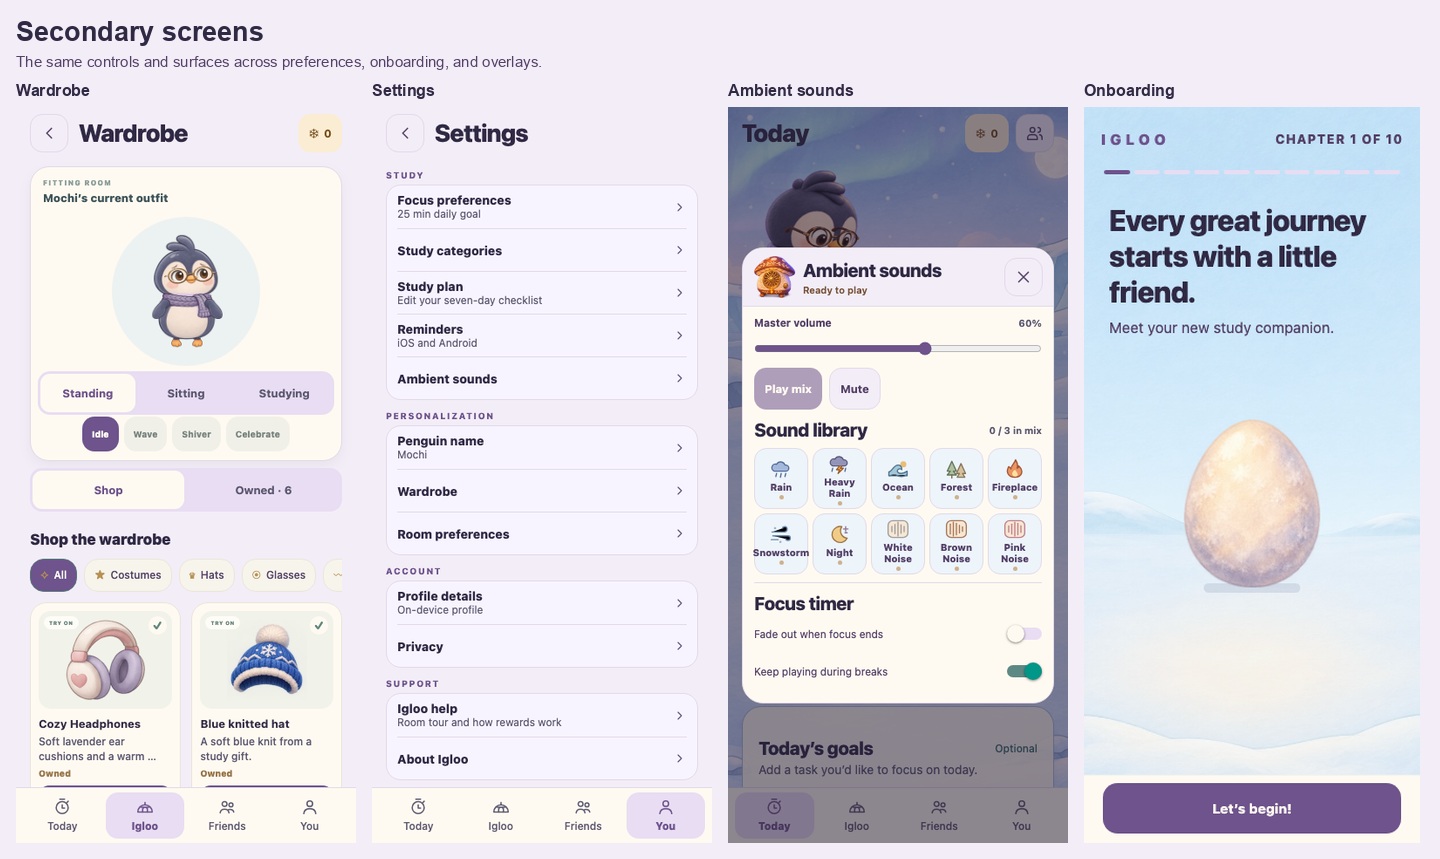 Secondary screens
The same controls and surfaces across preferences, onboarding, and overlays.
Wardrobe
Wardrobe
❄ 0
FITTING ROOM
Mochi's current outfit
Standing
Sitting
Studying
Idle
Wave
Shiver
Celebrate
Shop
Owned · 6
Shop the wardrobe
All
Costumes
Hats
Glasses
TRY ON
Cozy Headphones
Soft lavender ear
cushions and a warm ...
Owned
TRY ON
Blue knitted hat
A soft blue knit from a
study gift.
Owned
Today
Igloo
Friends
You
Settings
Settings
STUDY
Focus preferences
25 min daily goal
Study categories
Study plan
Edit your seven-day checklist
Reminders
iOS and Android
Ambient sounds
PERSONALIZATION
Penguin name
Mochi
Wardrobe
Room preferences
ACCOUNT
Profile details
On-device profile
Privacy
SUPPORT
Igloo help
Room tour and how rewards work
About Igloo
Today
Igloo
Friends
You
Ambient sounds
Today
❄ 0
Ambient sounds
Ready to play
Master volume
60%
Play mix
Mute
Sound library
0 / 3 in mix
Rain
Heavy
Rain
Ocean
Forest
Fireplace
Snowstorm
Night
White
Noise
Brown
Noise
Pink
Noise
Focus timer
Fade out when focus ends
Keep playing during breaks
Today's goals
Optional
Add a task you'd like to focus on today.
Today
Igloo
Friends
You
Onboarding
IGLOO
CHAPTER 1 OF 10
Every great journey
starts with a little
friend.
Meet your new study companion.
Let's begin!